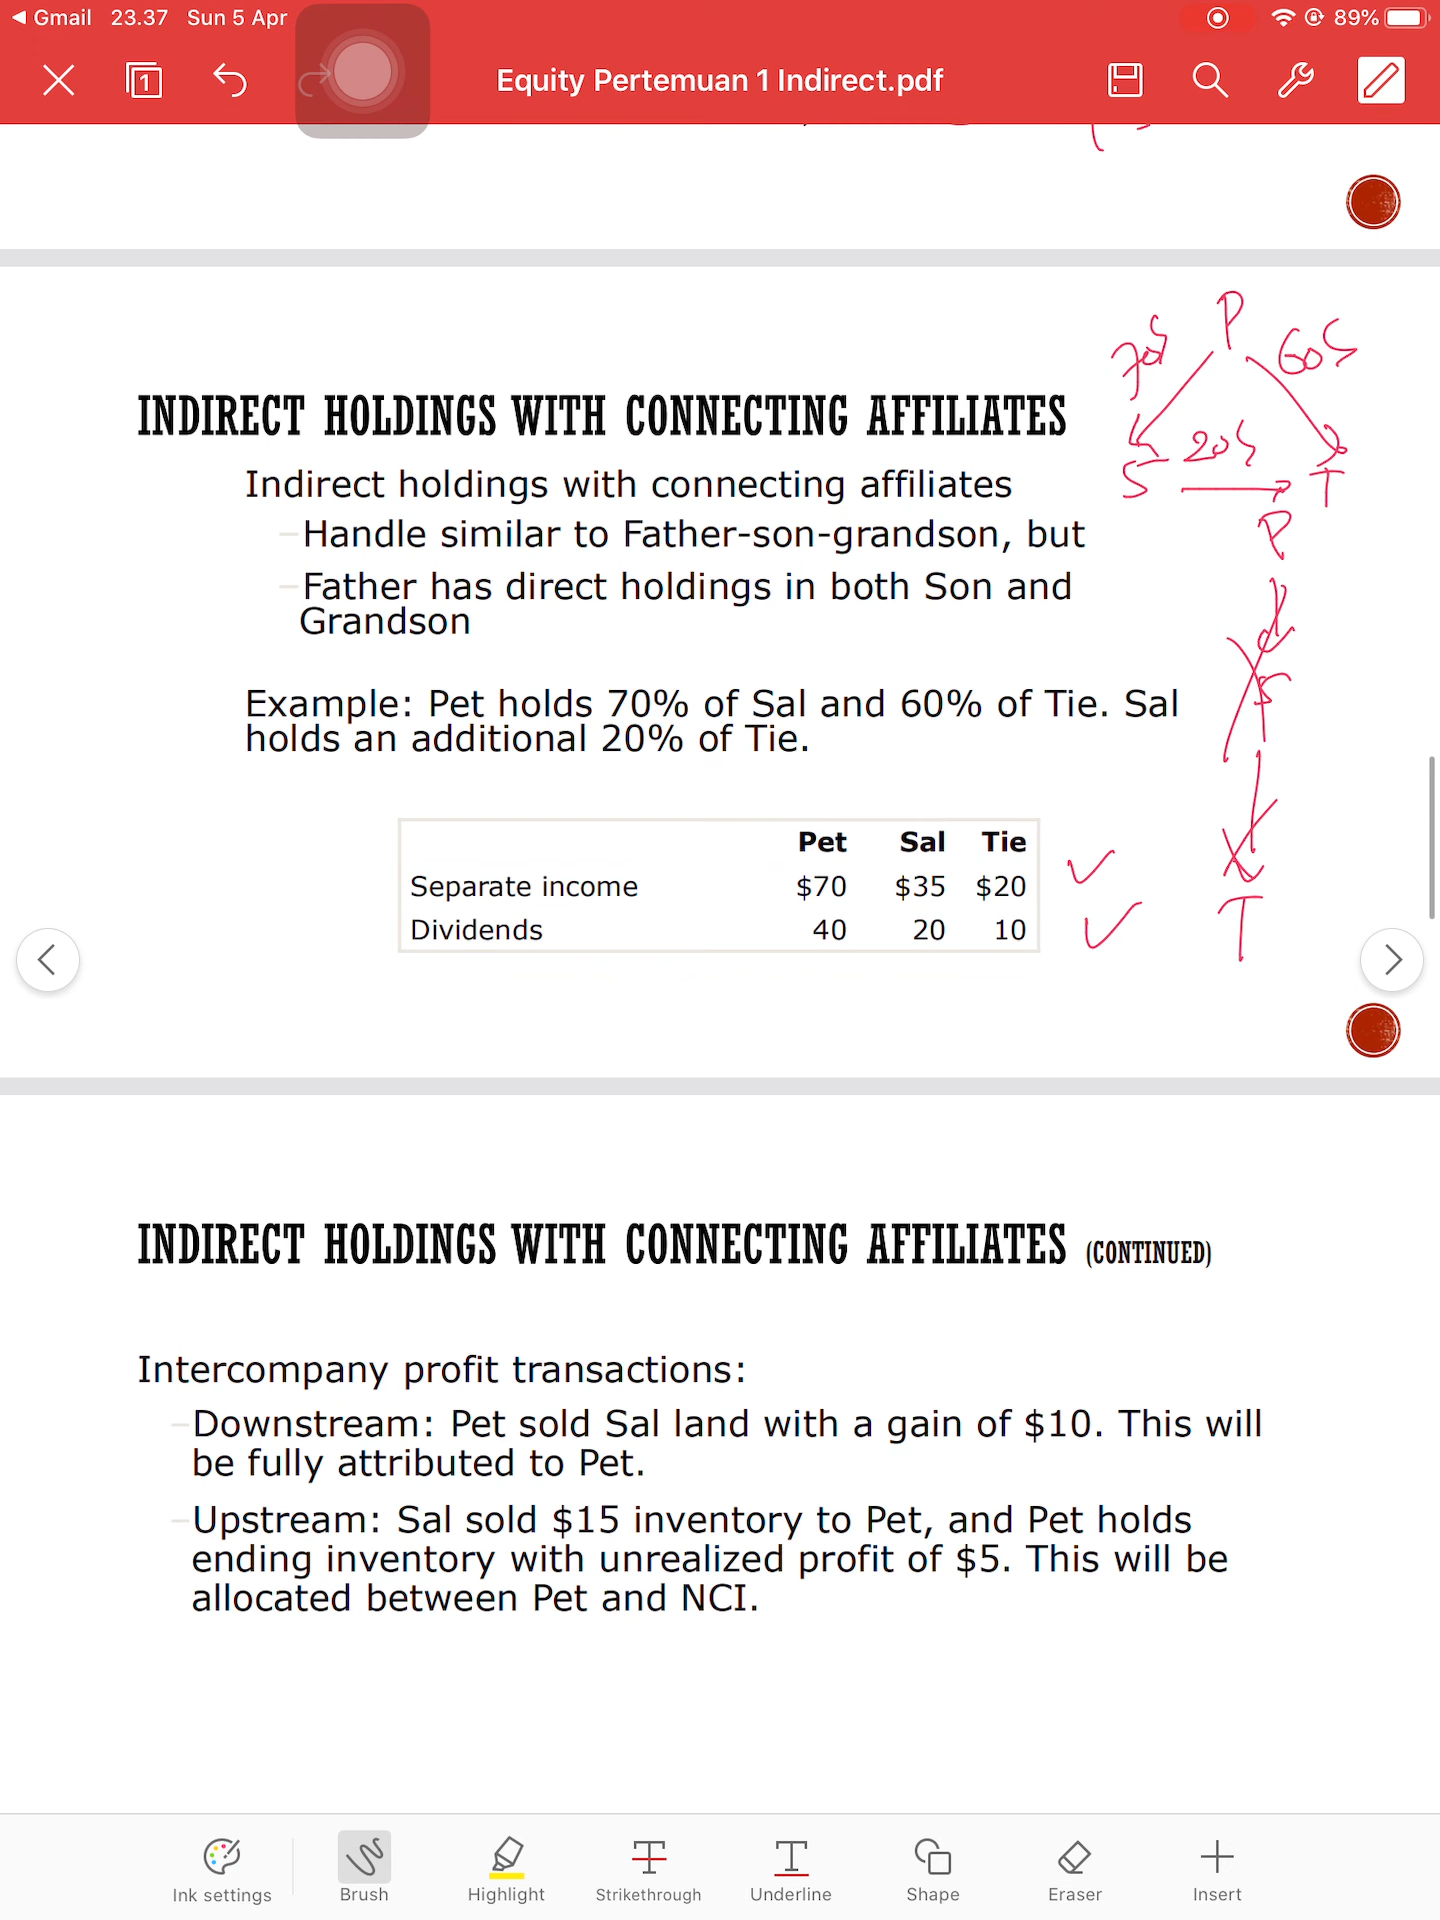 Gmail 23.37 Sun 5 Apr 89%
1 Equity Pertemuan 1 Indirect.pdf
P
70% 60%
INDIRECT HOLDINGS WITH CONNECTING AFFILIATES
20%
S T
Indirect holdings with connecting affiliates
–Handle similar to Father-son-grandson, but
P
–Father has direct holdings in both Son and
Grandson
S
Example: Pet holds 70% of Sal and 60% of Tie. Sal
holds an additional 20% of Tie.
Pet Sal Tie
Separate income $70 $35 $20
Dividends 40 20 10
T
INDIRECT HOLDINGS WITH CONNECTING AFFILIATES (CONTINUED)
Intercompany profit transactions:
–Downstream: Pet sold Sal land with a gain of $10. This will
be fully attributed to Pet.
–Upstream: Sal sold $15 inventory to Pet, and Pet holds
ending inventory with unrealized profit of $5. This will be
allocated between Pet and NCI.
Ink settings Brush Highlight Strikethrough Underline Shape Eraser Insert